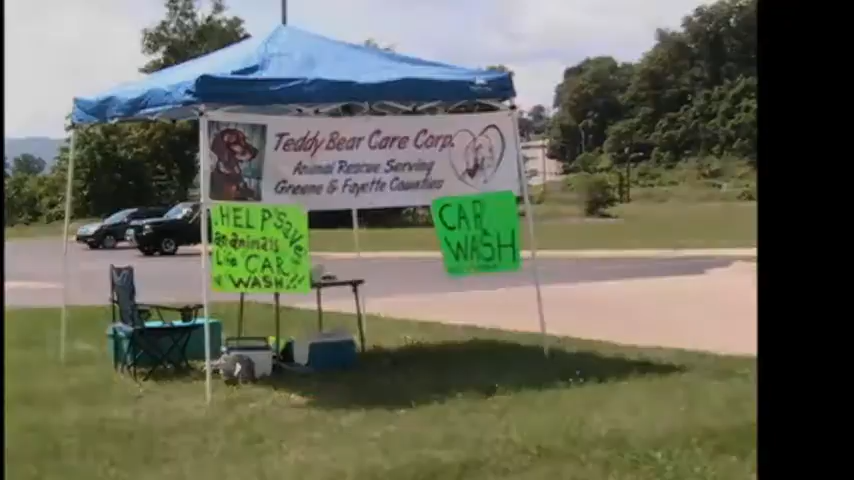 Teddy Bear Care Corp.
Animal Rescue Serving
Greene & Fayette Counties
HELP Save
animals
CAR
WASH!!
CAR
WASH